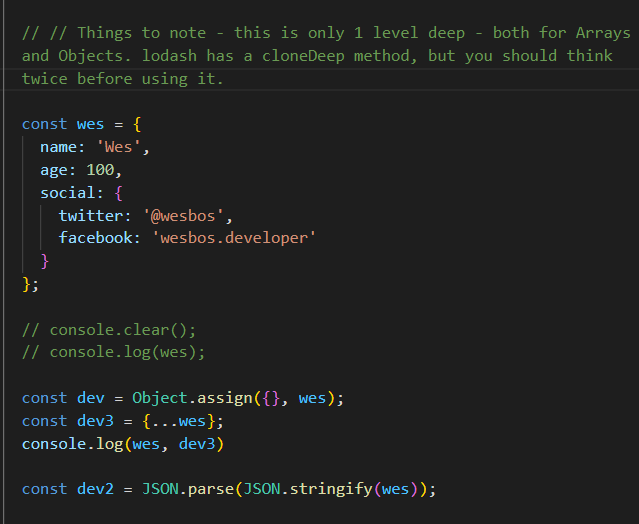 // // Things to note - this is only 1 level deep - both for Arrays
and Objects. lodash has a cloneDeep method, but you should think
twice before using it.
const wes = {
name: 'Wes',
age: 100,
social: {
twitter: '@wesbos',
facebook: 'wesbos.developer'
}
};
// console.clear();
// console.log(wes);
const dev = Object.assign({}, wes);
const dev3 = {...wes};
console.log(wes, dev3)
const dev2 = JSON.parse(JSON.stringify(wes));